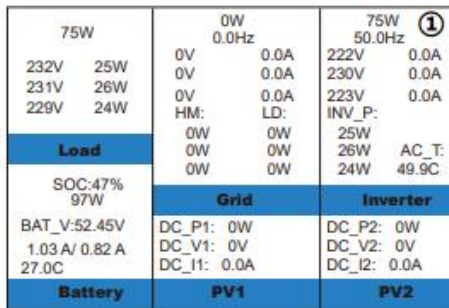 75W
232V 25W
231V 26W
229V 24W
Load
0W
0.0Hz
0V 0.0A
0V 0.0A
0V 0.0A
HM: LD:
0W 0W
0W 0W
0W 0W
Grid
75W ①
50.0Hz
222V 0.0A
230V 0.0A
223V 0.0A
INV_P:
25W
26W AC_T:
24W 49.9C
Inverter
SOC:47%
97W
BAT_V:52.45V
1.03 A/ 0.82 A
27.0C
Battery
DC_P1: 0W
DC_V1: 0V
DC_I1: 0.0A
PV1
DC_P2: 0W
DC_V2: 0V
DC_I2: 0.0A
PV2